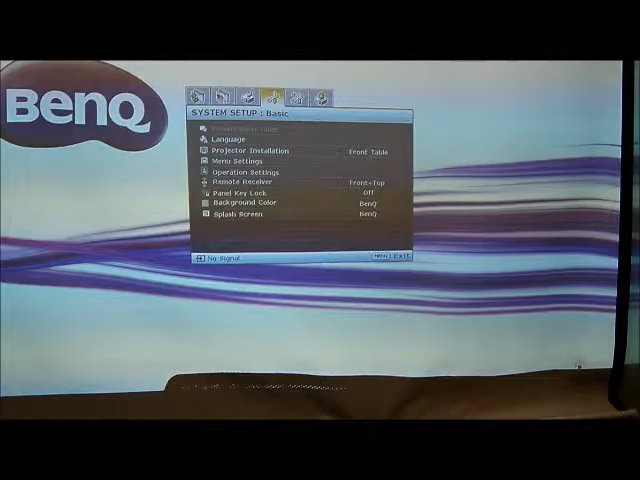 BenQ
SYSTEM SETUP : Basic
Language
Projector Installation Front Table
Menu Settings
Operation Settings
Remote Receiver Front+Top
Panel Key Lock Off
Background Color BenQ
Splash Screen BenQ
No Signal MENU Exit